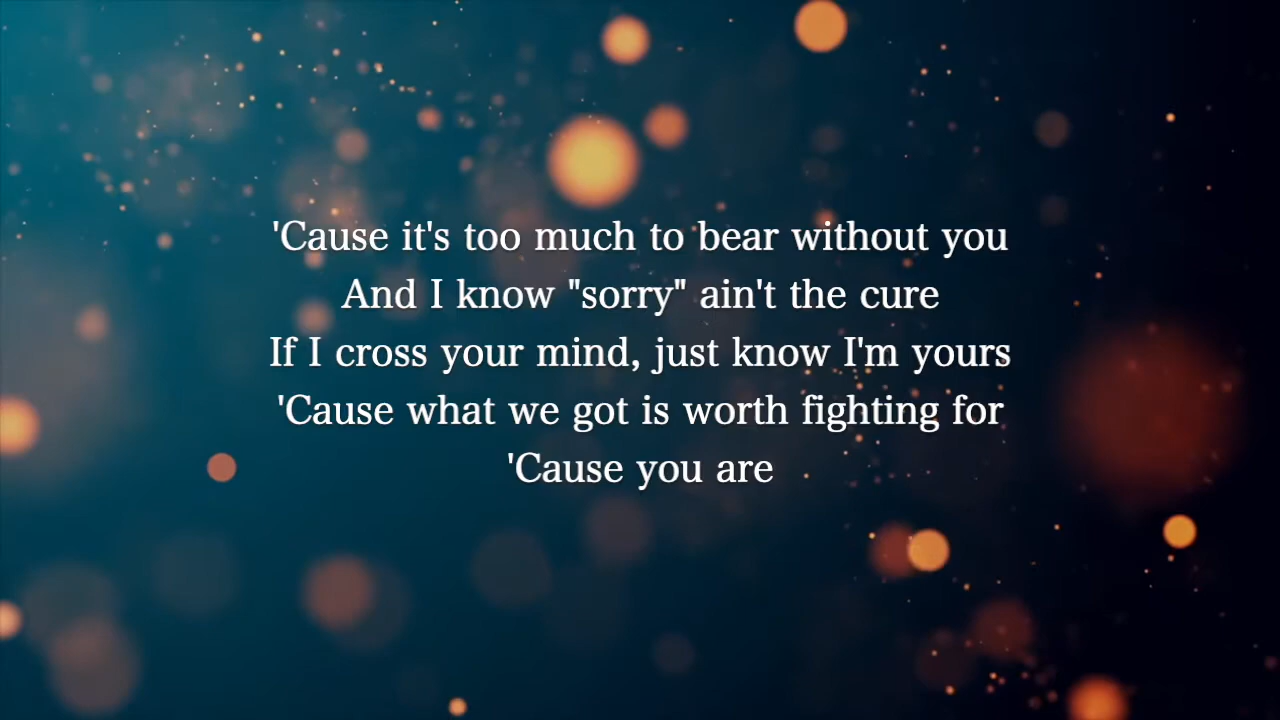 'Cause it's too much to bear without you
And I know "sorry" ain't the cure
If I cross your mind, just know I'm yours
'Cause what we got is worth fighting for
'Cause you are